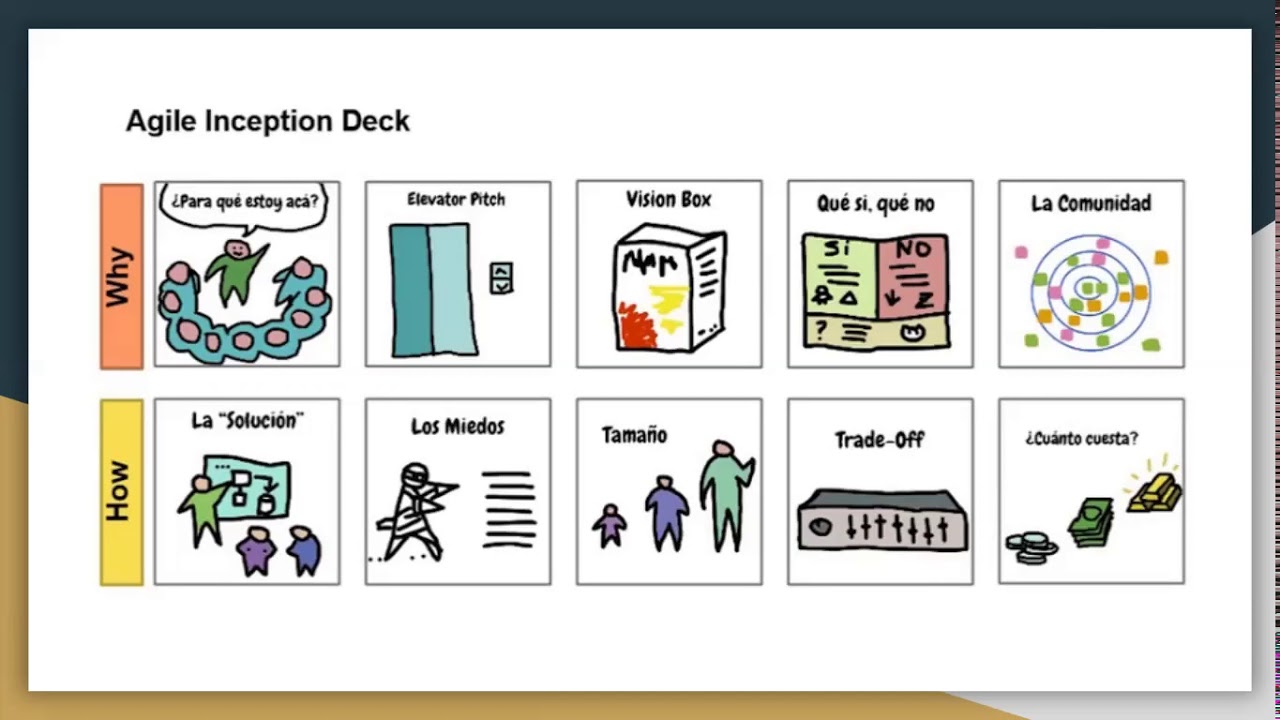 Agile Inception Deck
Why
¿Para qué estoy acá?
Elevator Pitch
Vision Box
NAM
Qué si, qué no
Si
NO
?
Z
La Comunidad
How
La “Solución”
Los Miedos
Tamaño
Trade-Off
¿Cuánto cuesta?